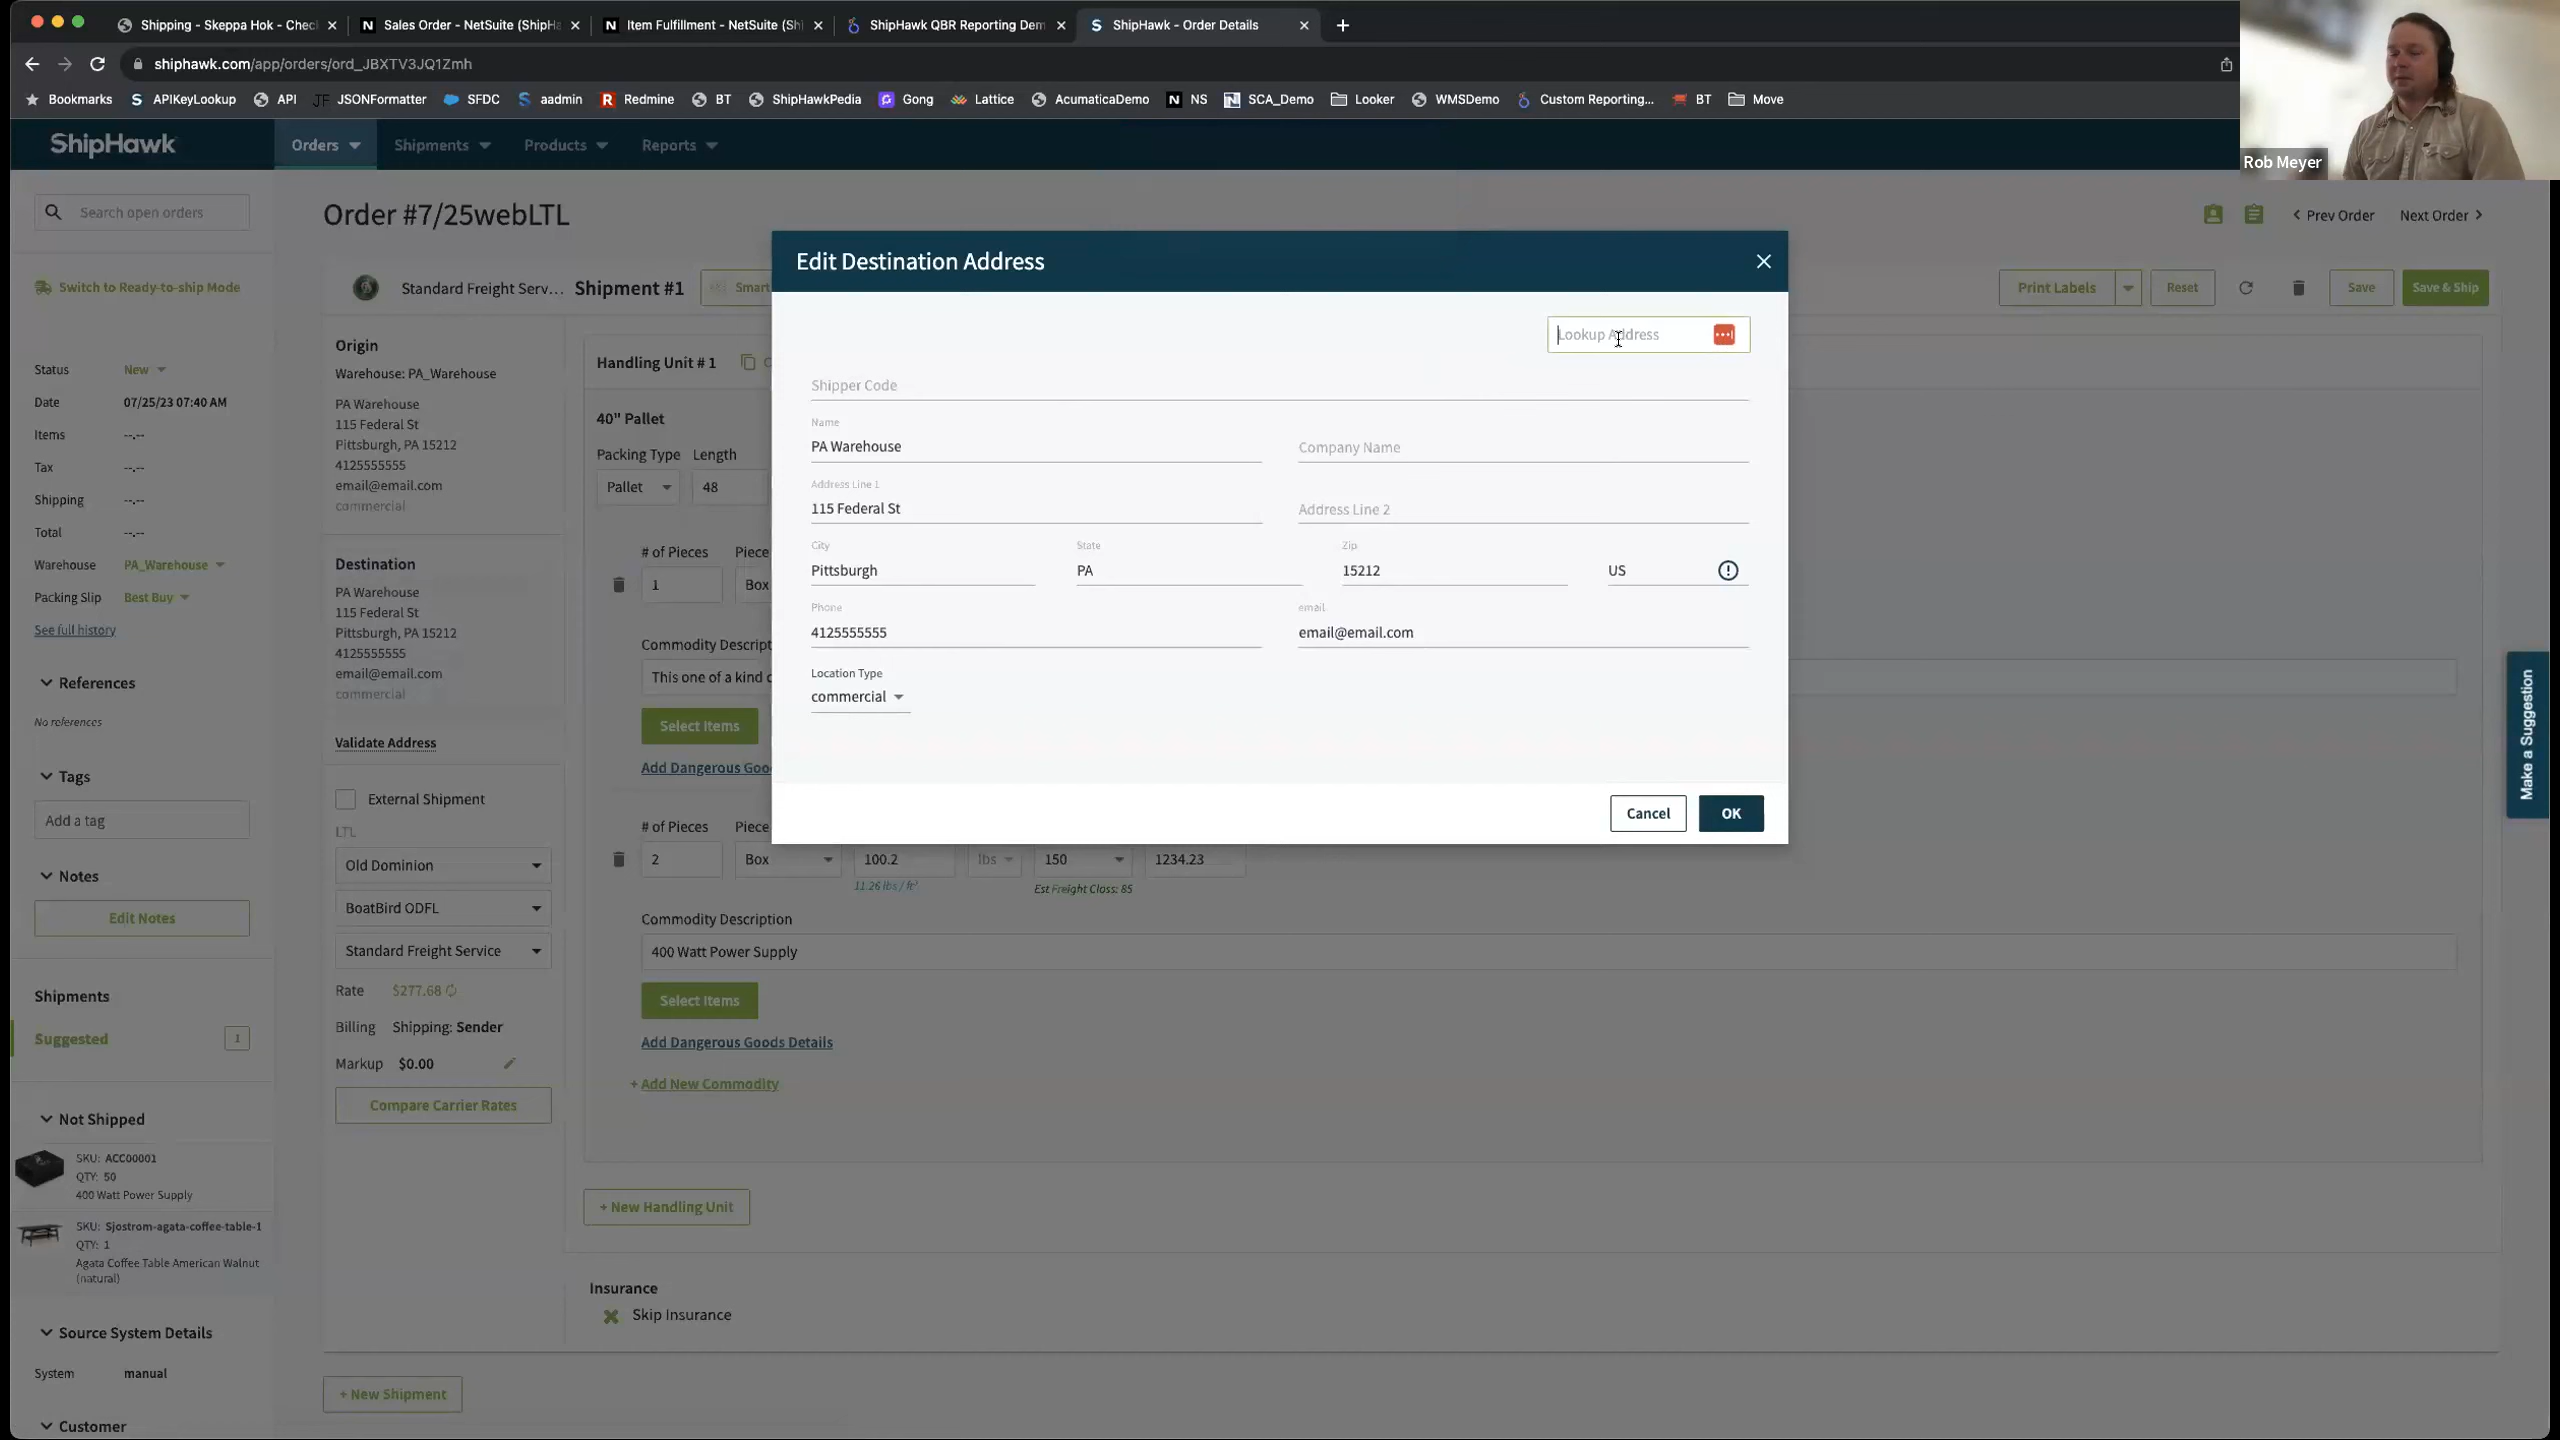 Shipping - Skeppa Hok - Chec
Sales Order - NetSuite (ShipHa
Item Fulfillment - NetSuite (Shi
ShipHawk QBR Reporting Dem
ShipHawk - Order Details
shiphawk.com/app/orders/ord_JBXTV3JQ1Zmh
Bookmarks
APIKeyLookup
API
JSONFormatter
SFDC
aadmin
Redmine
BT
ShipHawkPedia
Gong
Lattice
AcumaticaDemo
NS
SCA_Demo
Looker
WMSDemo
Custom Reporting...
BT
Move
Rob Meyer
ShipHawk
Orders
Shipments
Products
Reports
Search open orders
Order #7/25webLTL
Prev Order
Next Order
Switch to Ready-to-ship Mode
Standard Freight Serv... Shipment #1
Smart
Print Labels
Reset
Save
Save & Ship
Status New
Date 07/25/23 07:40 AM
Items --.--
Tax --.--
Shipping --.--
Total --.--
Warehouse PA_Warehouse
Packing Slip Best Buy
See full history
References
No references
Tags
Add a tag
Notes
Edit Notes
Shipments
Suggested 1
Not Shipped
SKU: ACC00001
QTY: 50
400 Watt Power Supply
SKU: Sjostrom-agata-coffee-table-1
QTY: 1
Agata Coffee Table American Walnut
(natural)
Source System Details
System manual
Customer
Origin
Warehouse: PA_Warehouse
PA Warehouse
115 Federal St
Pittsburgh, PA 15212
4125555555
email@email.com
commercial
Destination
PA Warehouse
115 Federal St
Pittsburgh, PA 15212
4125555555
email@email.com
commercial
Validate Address
External Shipment
LTL
Old Dominion
BoatBird ODFL
Standard Freight Service
Rate $277.68
Billing Shipping: Sender
Markup $0.00
Compare Carrier Rates
+ New Shipment
Handling Unit # 1
40" Pallet
Packing Type Length
Pallet 48
# of Pieces Piece
1 Box
Commodity Descript
This one of a kind c
Select Items
Add Dangerous Good
# of Pieces Piece
2 Box 100.2 lbs 150 1234.23
11.26 lbs / ft³ Est Freight Class: 85
Commodity Description
400 Watt Power Supply
Select Items
Add Dangerous Goods Details
+ Add New Commodity
+ New Handling Unit
Insurance
Skip Insurance
Edit Destination Address
Lookup Address
Shipper Code
Name
PA Warehouse
Company Name
Address Line 1
115 Federal St
Address Line 2
City State Zip
Pittsburgh PA 15212 US
Phone email
4125555555 email@email.com
Location Type
commercial
Cancel OK
Make a Suggestion